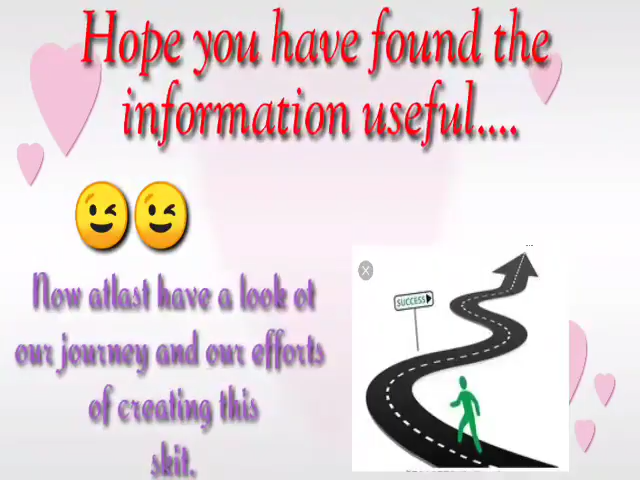 Hope you have found the
information useful....
Now atlast have a look ot
our journey and our efforts
of creating this
skit.
SUCCESS